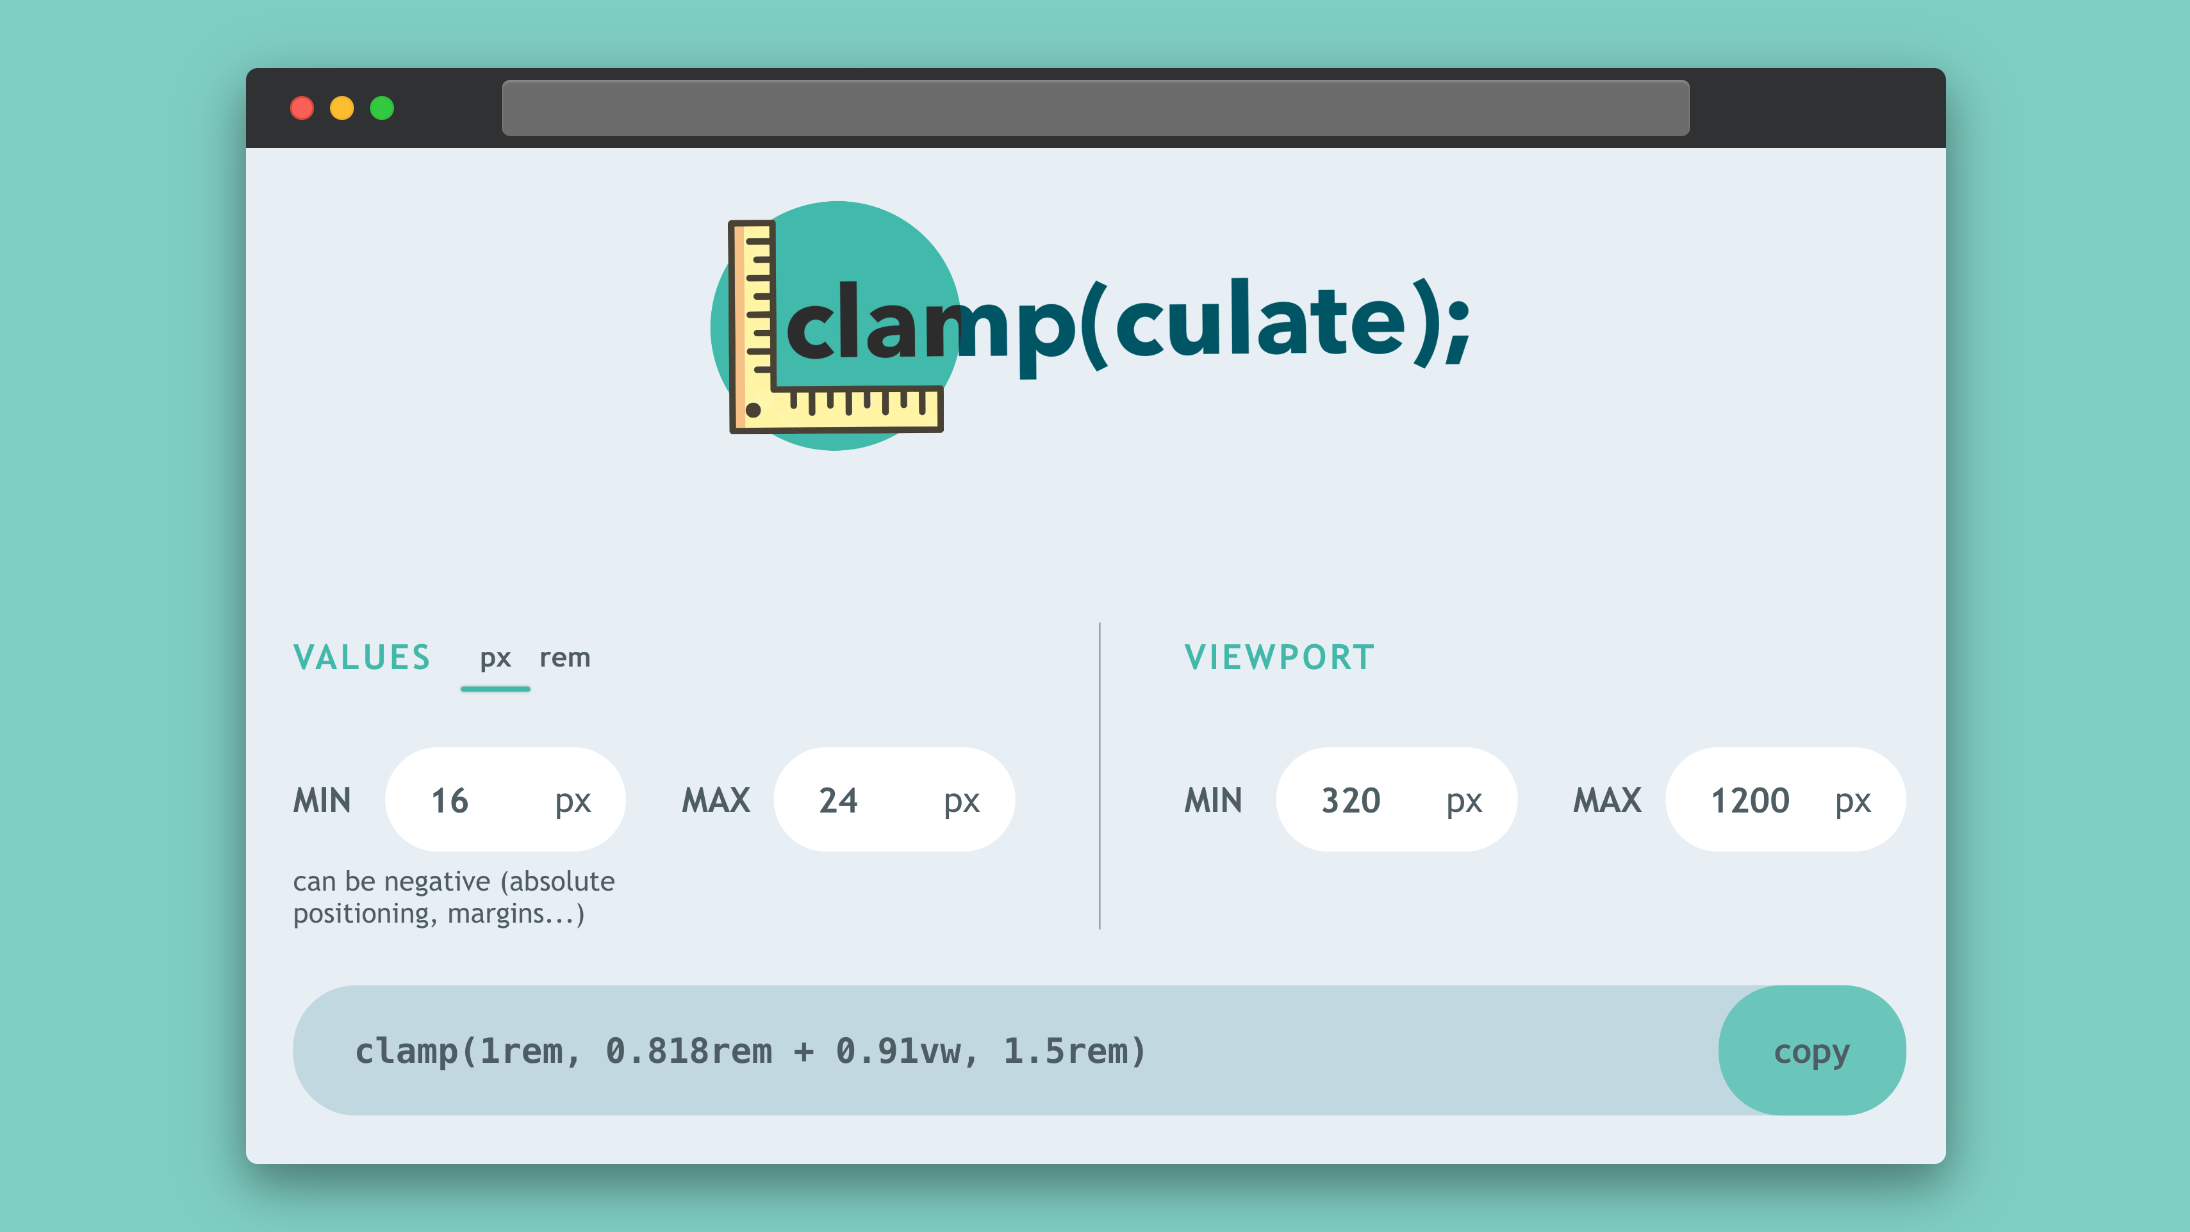 clamp(culate);
VALUES px rem
VIEWPORT
MIN 16 px MAX 24 px
MIN 320 px MAX 1200 px
can be negative (absolute
positioning, margins...)
clamp(1rem, 0.818rem + 0.91vw, 1.5rem)
copy